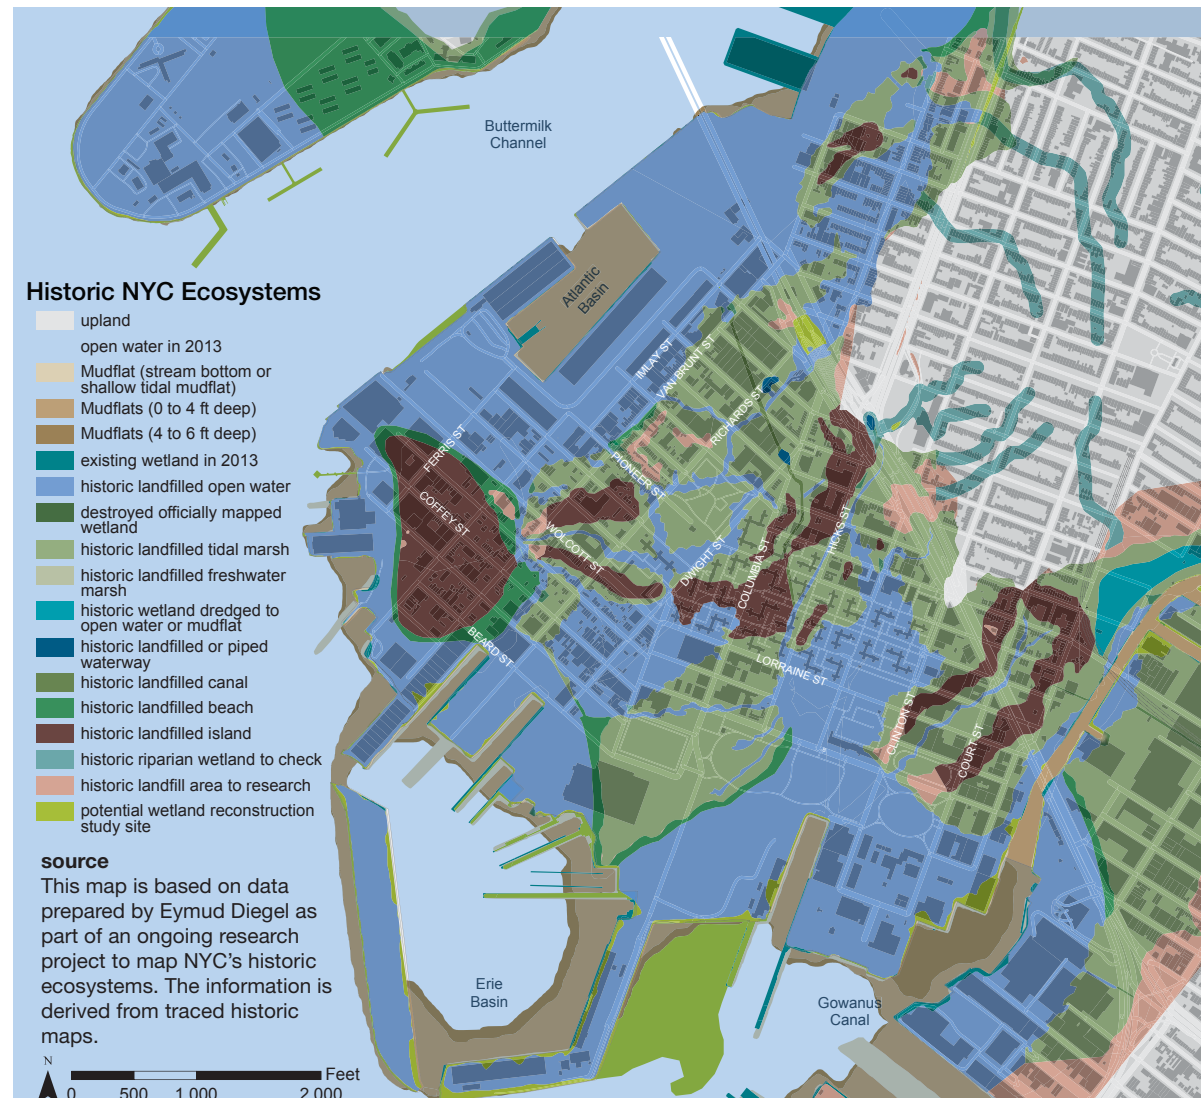 Buttermilk
Channel
Atlantic
Basin
Historic NYC Ecosystems
upland
open water in 2013
Mudflat (stream bottom or
shallow tidal mudflat)
Mudflats (0 to 4 ft deep)
Mudflats (4 to 6 ft deep)
existing wetland in 2013
historic landfilled open water
destroyed officially mapped
wetland
historic landfilled tidal marsh
historic landfilled freshwater
marsh
historic wetland dredged to
open water or mudflat
historic landfilled or piped
waterway
historic landfilled canal
historic landfilled beach
historic landfilled island
historic riparian wetland to check
historic landfill area to research
potential wetland reconstruction
study site
IMLAY ST
VAN BRUNT ST
RICHARDS ST
FERRIS ST
PIONEER ST
COFFEY ST
WOLCOTT ST
DWIGHT ST
COLUMBIA ST
HICKS ST
BEARD ST
LORRAINE ST
CLINTON ST
COURT ST
source
This map is based on data
prepared by Eymud Diegel as
part of an ongoing research
project to map NYC's historic
ecosystems. The information is
derived from traced historic
maps.
Erie
Basin
Gowanus
Canal
N
Feet
0 500 1,000 2,000